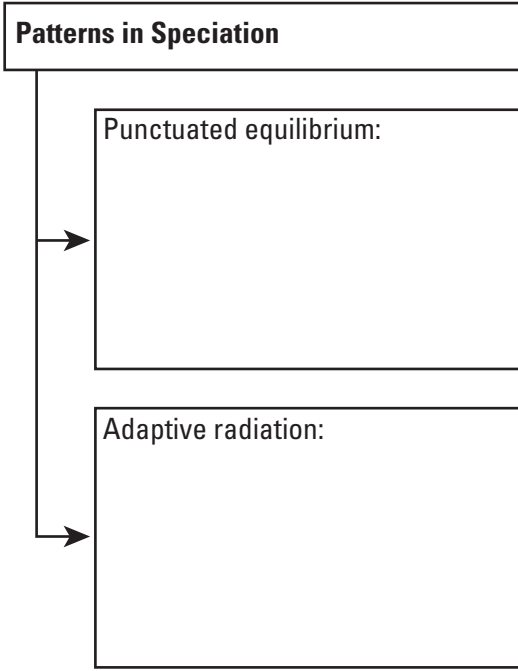 Patterns in Speciation
Punctuated equilibrium:
Adaptive radiation: